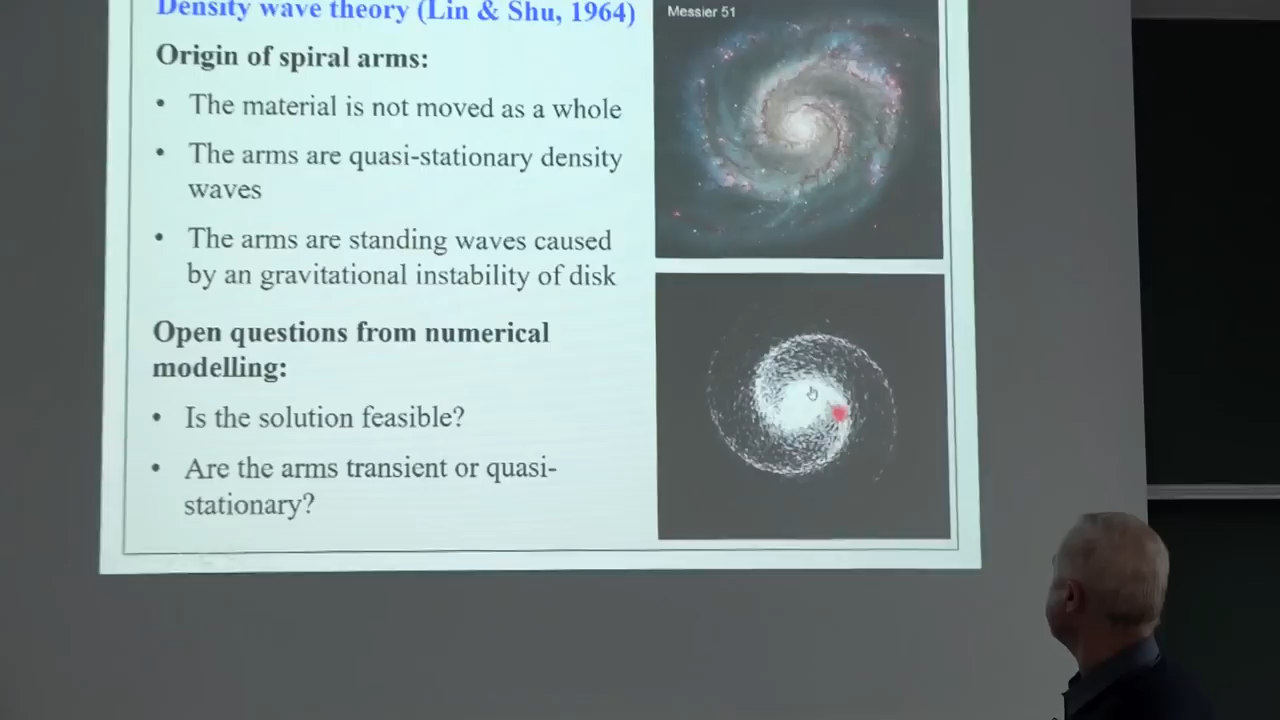 Density wave theory (Lin & Shu, 1964)
Origin of spiral arms:
• The material is not moved as a whole
• The arms are quasi-stationary density
waves
• The arms are standing waves caused
by an gravitational instability of disk
Open questions from numerical
modelling:
• Is the solution feasible?
• Are the arms transient or quasi-
stationary?
Messier 51